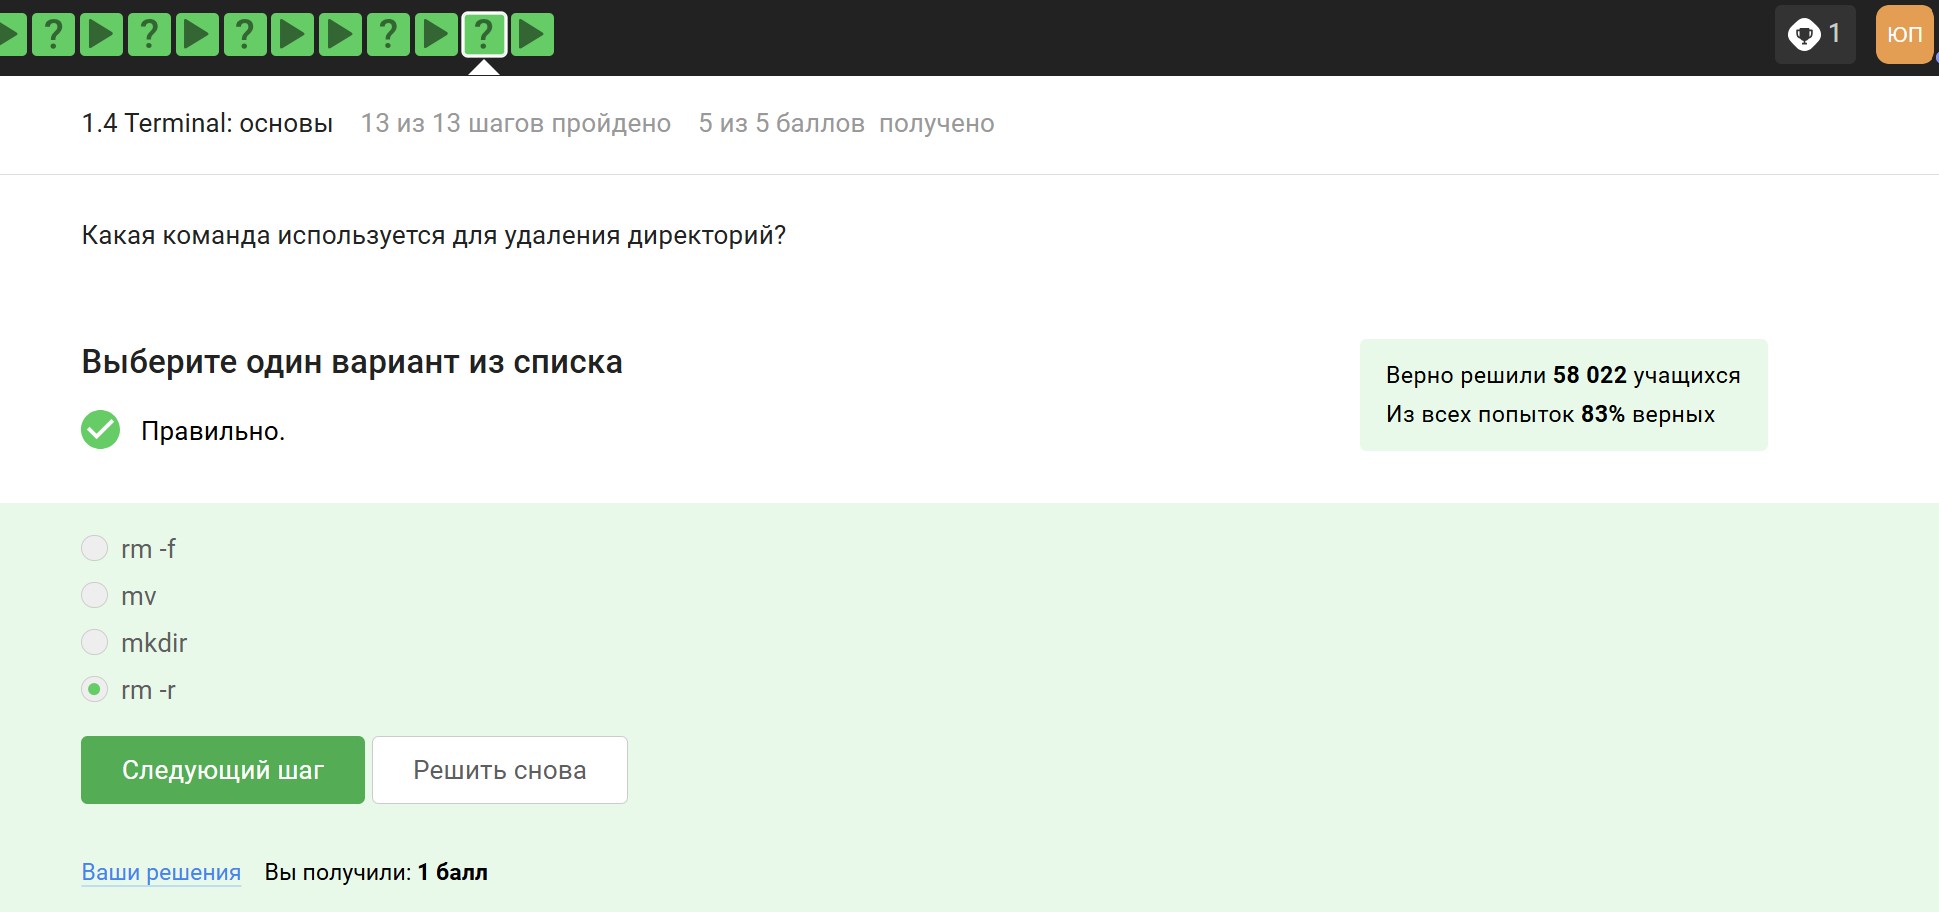 ? ? ? ? ?
1
ЮП
1.4 Terminal: основы 13 из 13 шагов пройдено 5 из 5 баллов получено
Какая команда используется для удаления директорий?
Выберите один вариант из списка
Правильно.
Верно решили 58 022 учащихся
Из всех попыток 83% верных
rm -f
mv
mkdir
rm -r
Следующий шаг
Решить снова
Ваши решения Вы получили: 1 балл